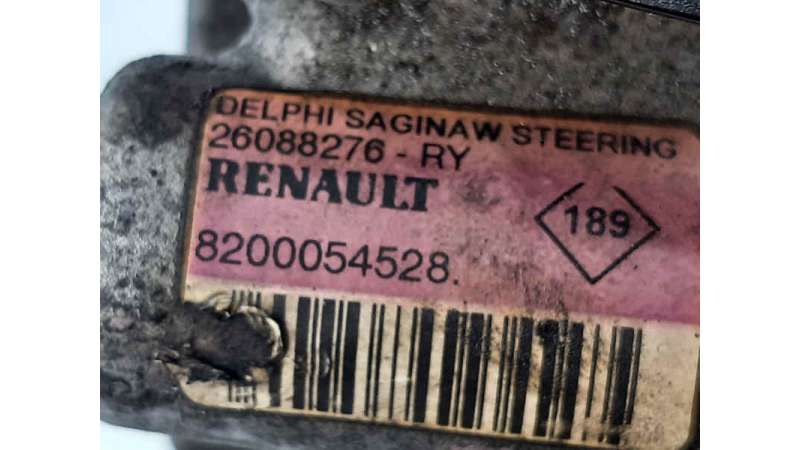 DELPHI SAGINAW STEERING
26088276 - RY
RENAULT
189
8200054528.